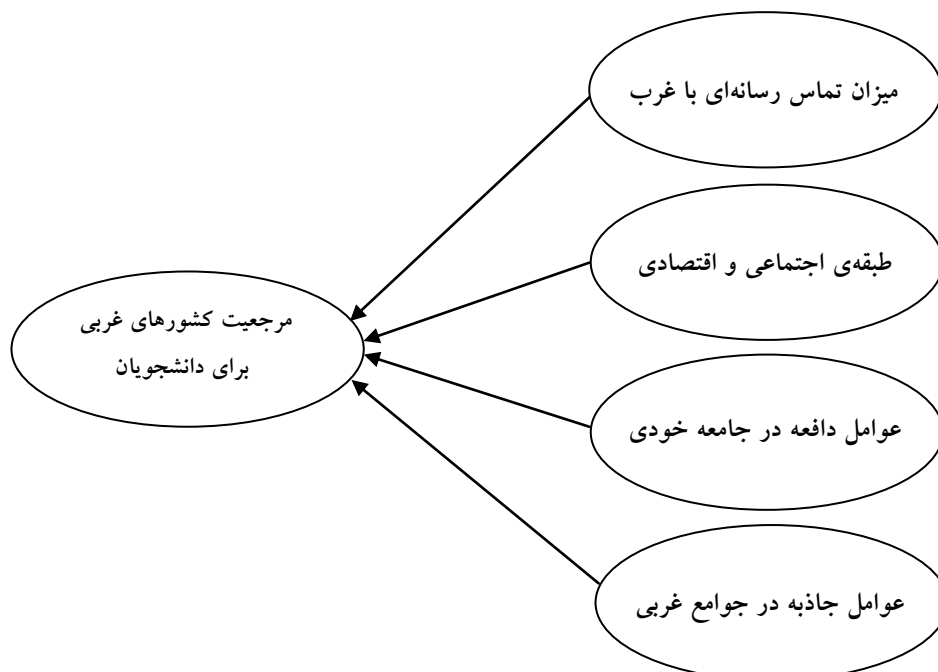 میزان تماس رسانه‌ای با غرب
طبقه‌ی اجتماعی و اقتصادی
مرجعیت کشورهای غربی
برای دانشجویان
عوامل دافعه در جامعه خودی
عوامل جاذبه در جوامع غربی